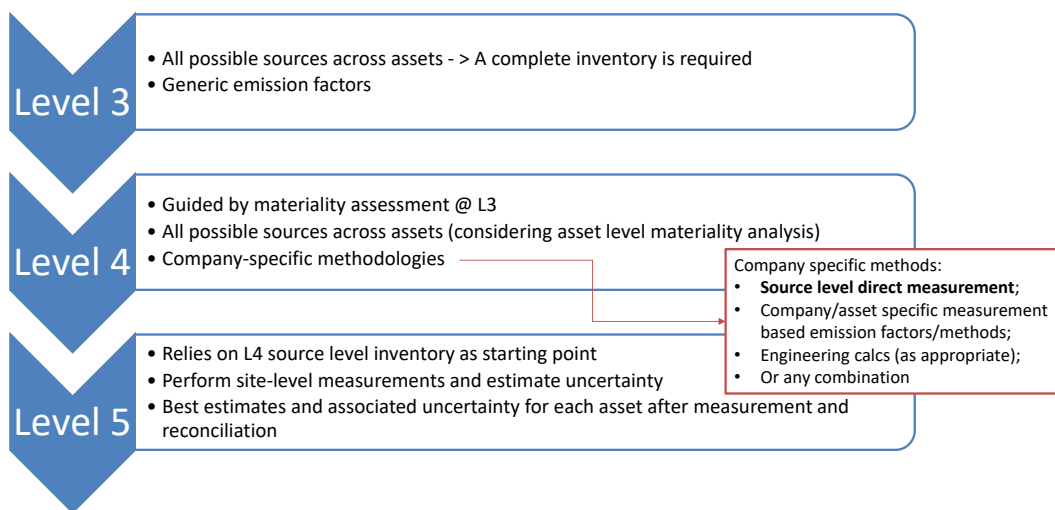 Level 3
• All possible sources across assets - > A complete inventory is required
• Generic emission factors
Level 4
• Guided by materiality assessment @ L3
• All possible sources across assets (considering asset level materiality analysis)
• Company-specific methodologies
Company specific methods:
• Source level direct measurement;
• Company/asset specific measurement
based emission factors/methods;
• Engineering calcs (as appropriate);
• Or any combination
Level 5
• Relies on L4 source level inventory as starting point
• Perform site-level measurements and estimate uncertainty
• Best estimates and associated uncertainty for each asset after measurement and
reconciliation